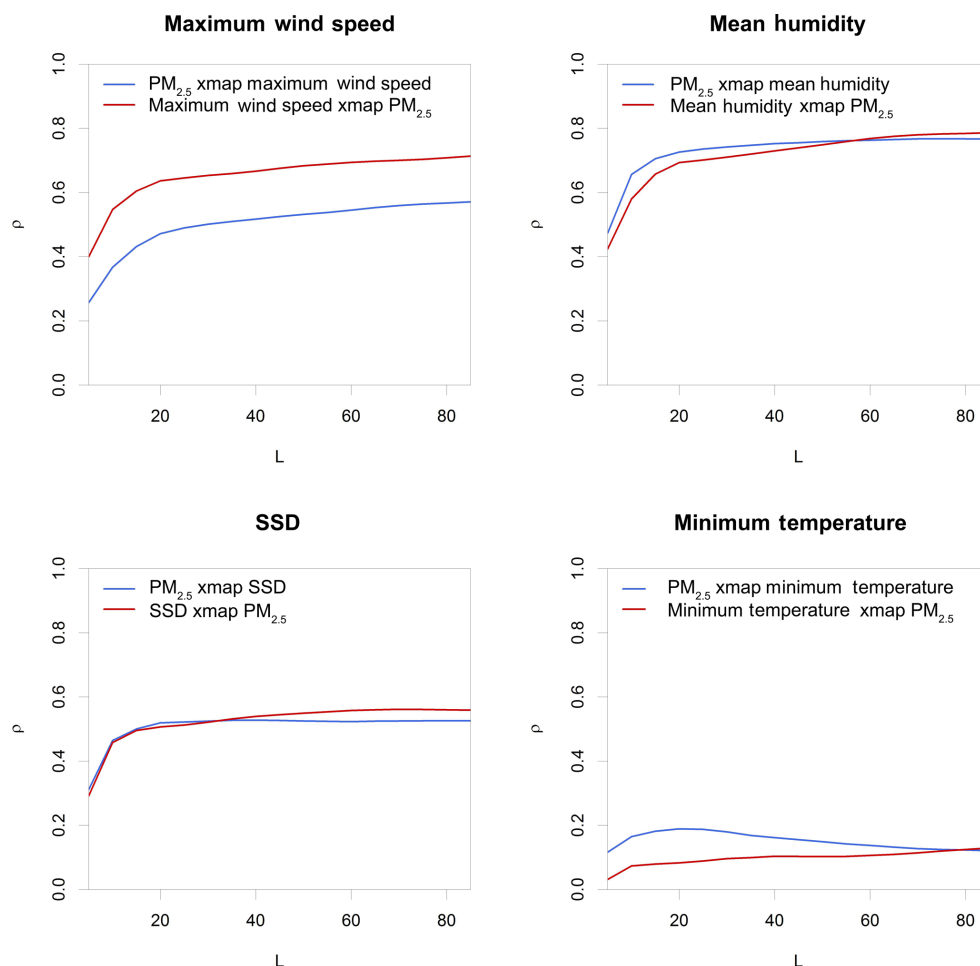 Maximum wind speed
PM2.5 xmap maximum wind speed
Maximum wind speed xmap PM2.5
1.0
0.8
0.6
0.4
0.2
0.0
ρ
20 40 60 80
L
Mean humidity
PM2.5 xmap mean humidity
Mean humidity xmap PM2.5
1.0
0.8
0.6
0.4
0.2
0.0
ρ
20 40 60 80
L
SSD
PM2.5 xmap SSD
SSD xmap PM2.5
1.0
0.8
0.6
0.4
0.2
0.0
ρ
20 40 60 80
L
Minimum temperature
PM2.5 xmap minimum temperature
Minimum temperature xmap PM2.5
1.0
0.8
0.6
0.4
0.2
0.0
ρ
20 40 60 80
L